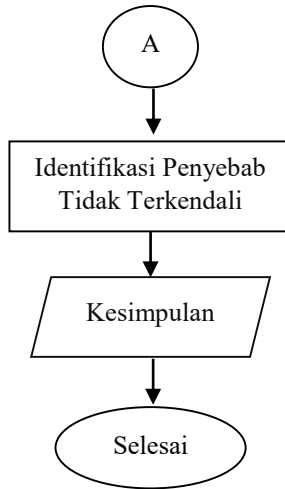 A
Identifikasi Penyebab
Tidak Terkendali
Kesimpulan
Selesai